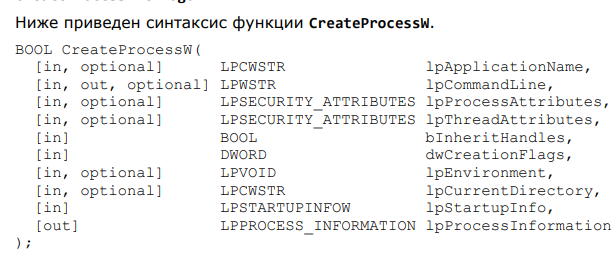 Ниже приведен синтаксис функции CreateProcessW.
BOOL CreateProcessW(
[in, optional] LPCWSTR lpApplicationName,
[in, out, optional] LPWSTR lpCommandLine,
[in, optional] LPSECURITY_ATTRIBUTES lpProcessAttributes,
[in, optional] LPSECURITY_ATTRIBUTES lpThreadAttributes,
[in] BOOL bInheritHandles,
[in] DWORD dwCreationFlags,
[in, optional] LPVOID lpEnvironment,
[in, optional] LPCWSTR lpCurrentDirectory,
[in] LPSTARTUPINFOW lpStartupInfo,
[out] LPPROCESS_INFORMATION lpProcessInformation
);